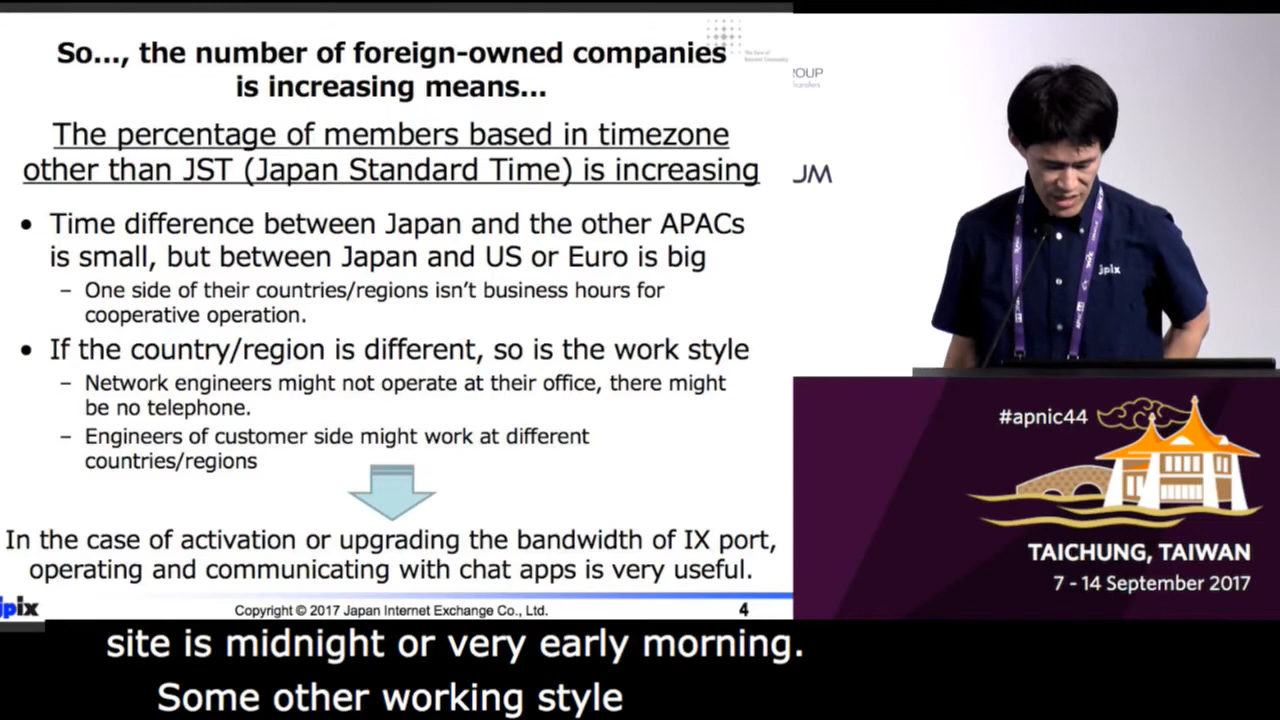 So..., the number of foreign-owned companies
is increasing means...
The percentage of members based in timezone
other than JST (Japan Standard Time) is increasing
• Time difference between Japan and the other APACs
is small, but between Japan and US or Euro is big
– One side of their countries/regions isn't business hours for
cooperative operation.
• If the country/region is different, so is the work style
– Network engineers might not operate at their office, there might
be no telephone.
– Engineers of customer side might work at different
countries/regions
In the case of activation or upgrading the bandwidth of IX port,
operating and communicating with chat apps is very useful.
jpix
Copyright © 2017 Japan Internet Exchange Co., Ltd.
4
jpix
#apnic44
TAICHUNG, TAIWAN
7 - 14 September 2017
site is midnight or very early morning.
Some other working style